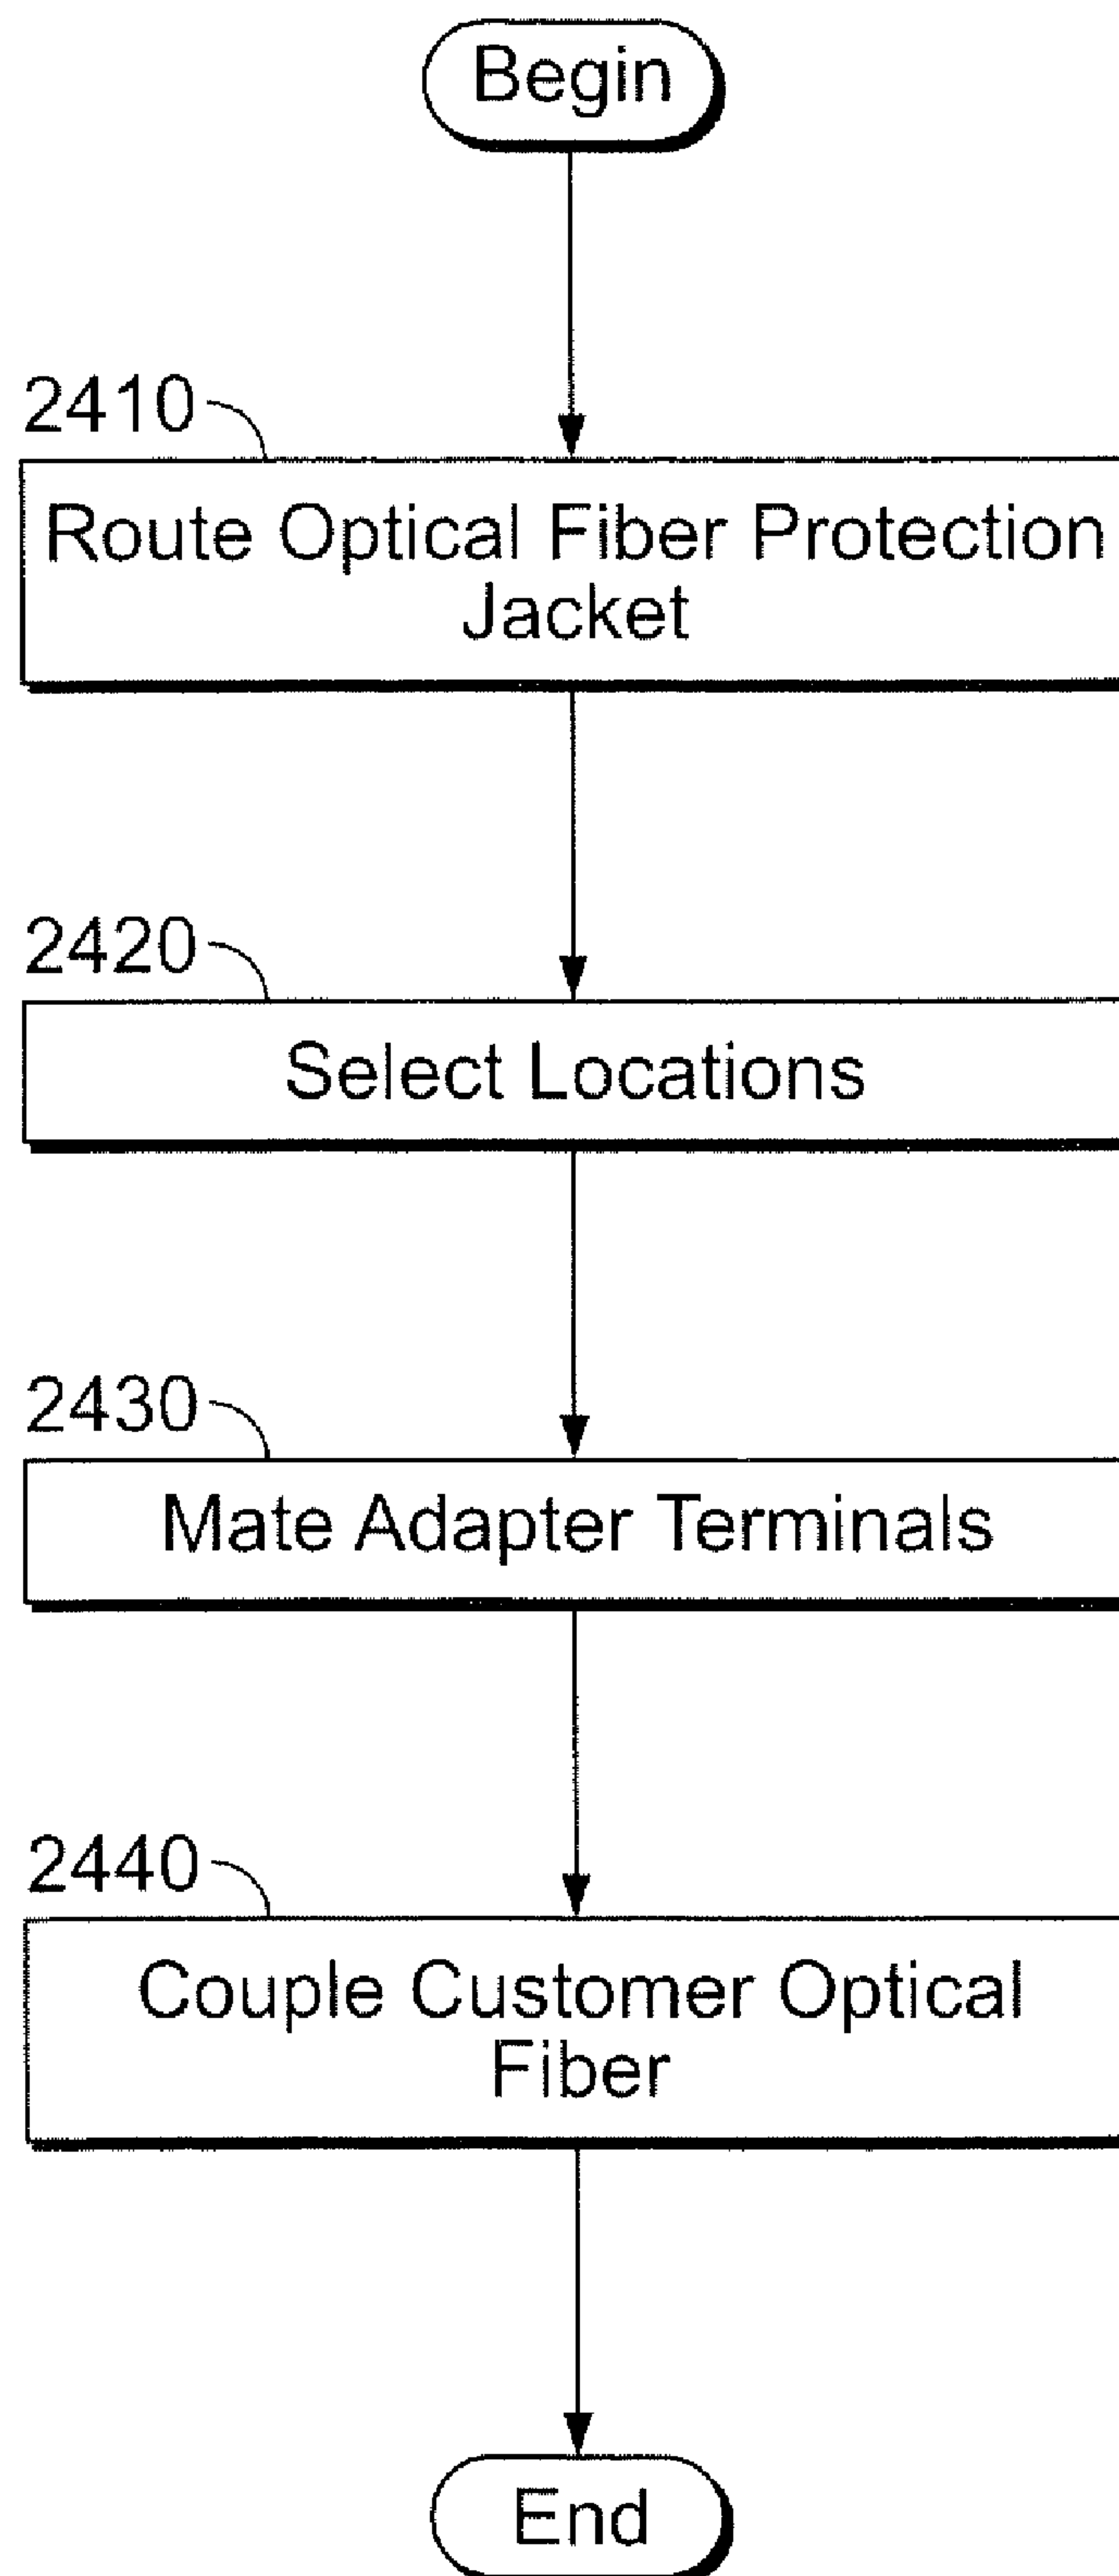 Begin
2410
Route Optical Fiber Protection
Jacket
2420
Select Locations
2430
Mate Adapter Terminals
2440
Couple Customer Optical
Fiber
End